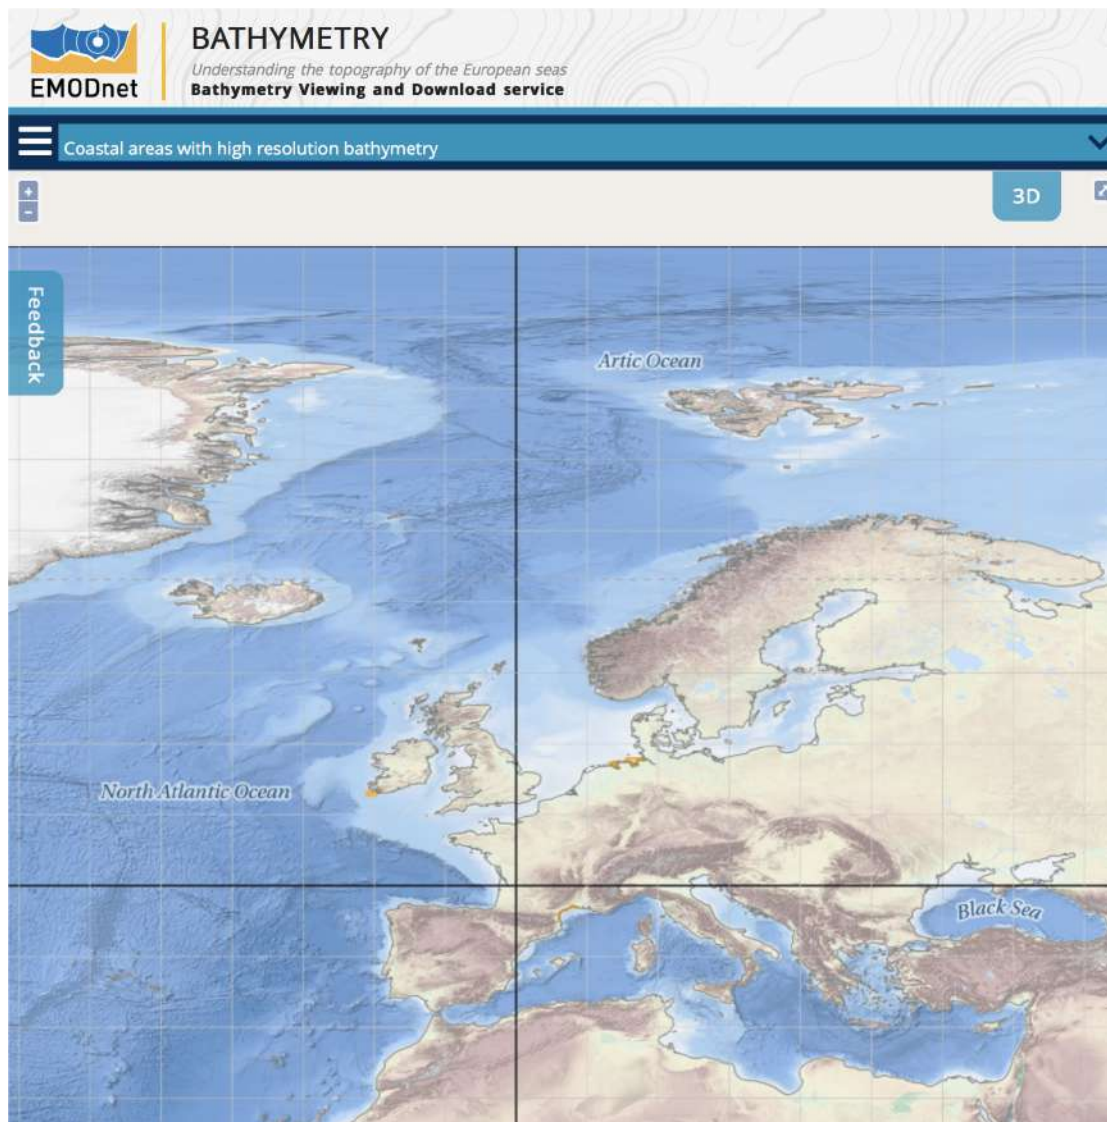 EMODnet
BATHYMETRY
Understanding the topography of the European seas
Bathymetry Viewing and Download service
Coastal areas with high resolution bathymetry
+
-
3D
Feedback
Artic Ocean
North Atlantic Ocean
Black Sea